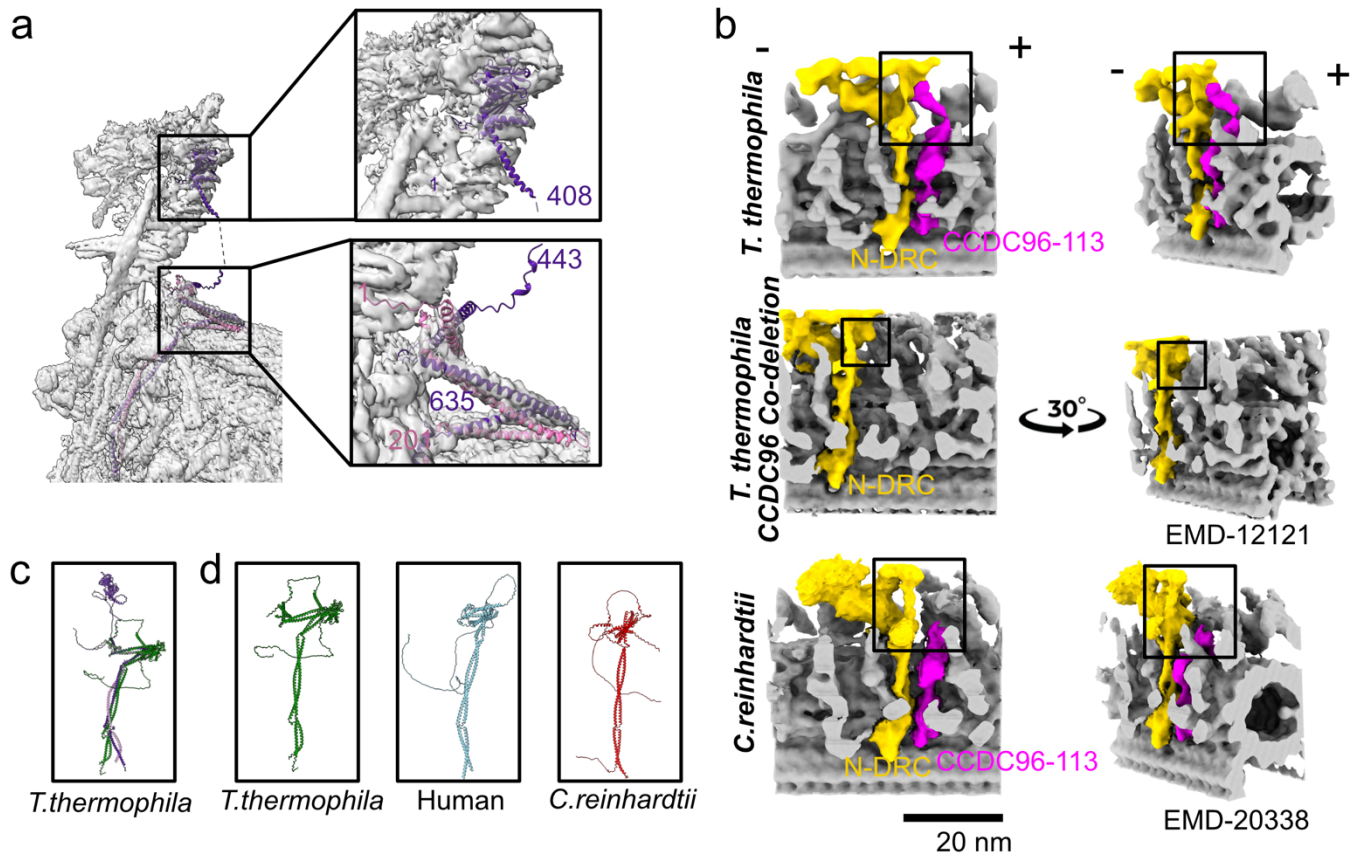 a
408
443
1
635
201
b
- +
- +
T. thermophila
CCDC96-113
N-DRC
T. thermophila
CCDC96 Co-deletion
N-DRC
30°
EMD-12121
C.reinhardtii
N-DRC CCDC96-113
20 nm
EMD-20338
c
T.thermophila
d
T.thermophila
Human
C.reinhardtii